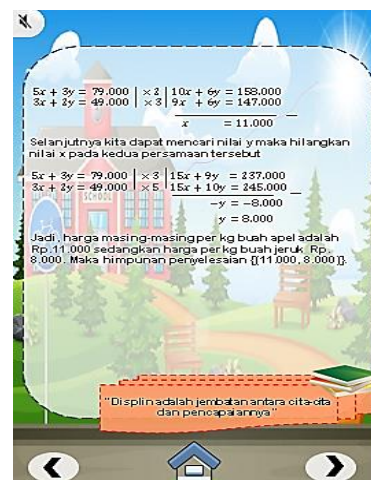 5x + 3y = 79.000 | × 2 | 10x + 6y = 158.000
3x + 2y = 49.000 | × 3 | 9x + 6y = 147.000
x = 11.000
Selanjutnya kita dapat mencari nilai y maka hilangkan
nilai x pada kedua persamaan tersebut
5x + 3y = 79.000 | × 3 | 15x + 9y = 237.000
3x + 2y = 49.000 | × 5 | 15x + 10y = 245.000
−y = −8.000
y = 8.000
Jadi, harga masing-masing per kg buah apel adalah
Rp.11.000 sedangkan harga per kg buah jeruk Rp.
8.000. Maka himpunan penyelesaian {(11.000, 8.000)}.
SCHOOL
"Displin adalah jembatan antara cita-cita
dan pencapaiannya"